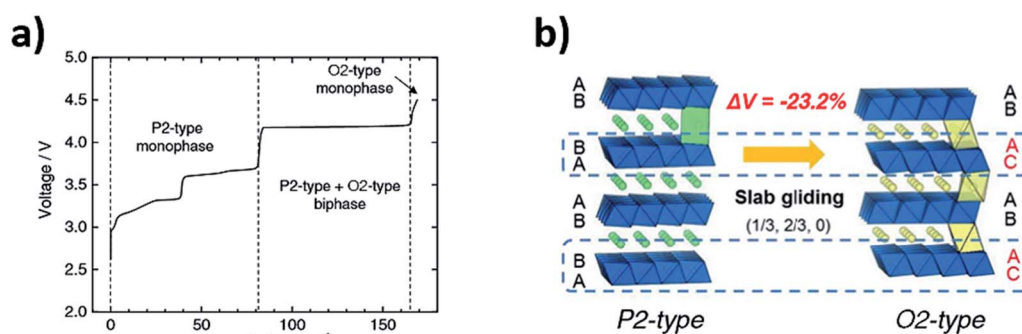 a)
5.0
4.5
4.0
3.5
3.0
2.5
2.0
Voltage / V
O2-type
monophase
P2-type
monophase
P2-type + O2-type
biphase
0
50
100
150
b)
A
B
B
A
A
B
B
A
ΔV = -23.2%
Slab gliding
(1/3, 2/3, 0)
A
B
A
C
A
B
A
C
P2-type
O2-type